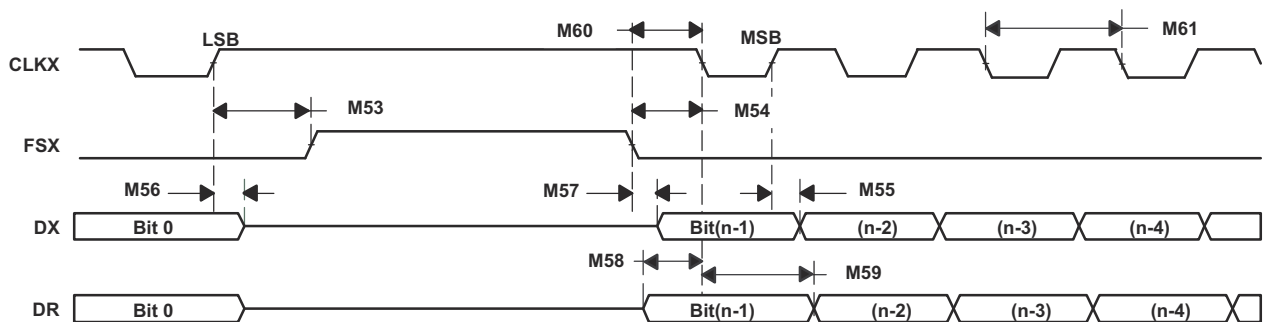 LSB
M60
MSB
M61
CLKX
M53
M54
FSX
M56
M57
M55
DX
Bit 0
Bit(n-1)
(n-2)
(n-3)
(n-4)
M58
M59
DR
Bit 0
Bit(n-1)
(n-2)
(n-3)
(n-4)